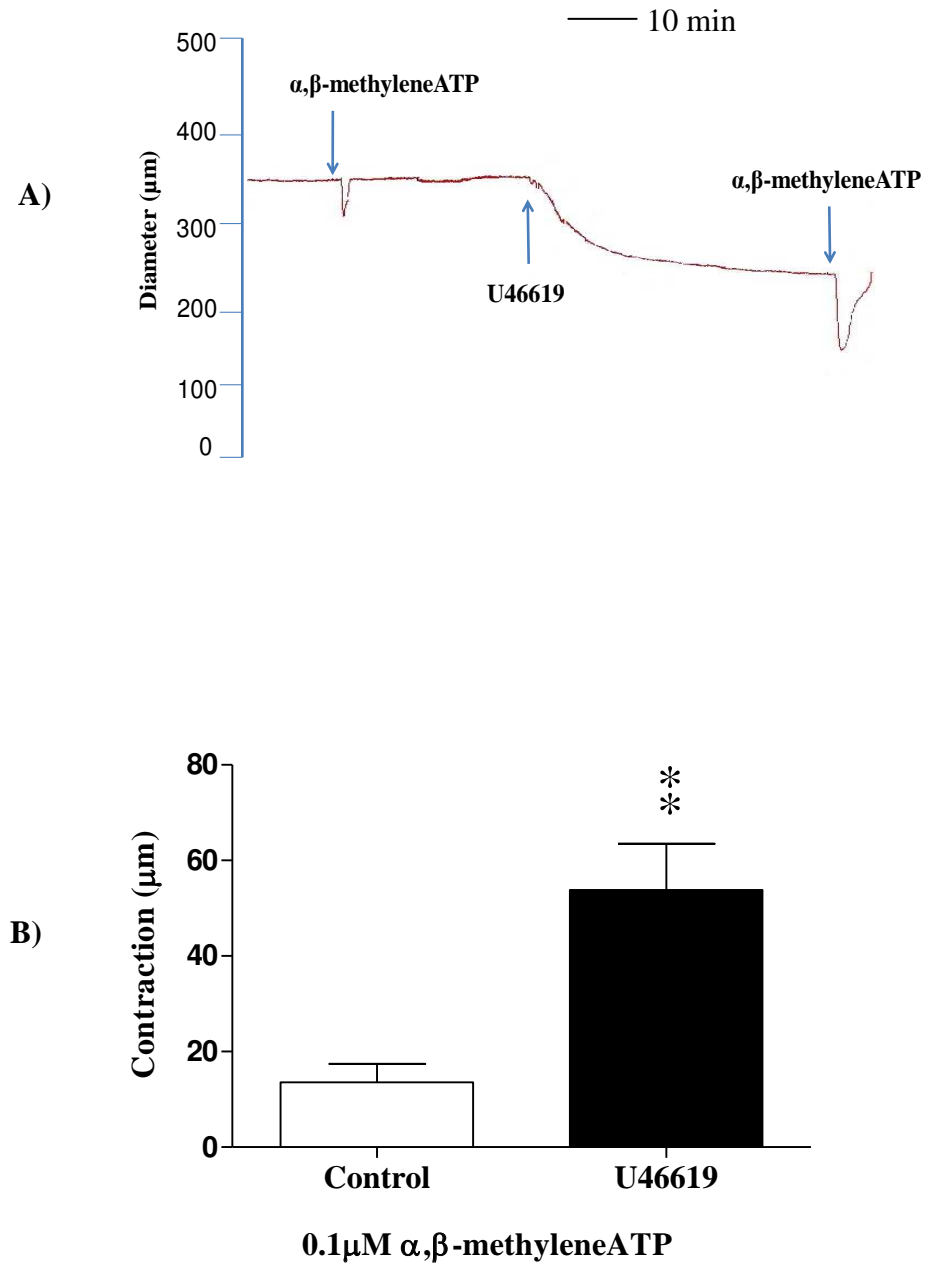 10 min
500
α,β-methyleneATP
400
α,β-methyleneATP
A)
Diameter (μm)
300
U46619
200
100
0
80
**
60
B)
Contraction (μm)
40
20
0
Control U46619
0.1μM α,β-methyleneATP